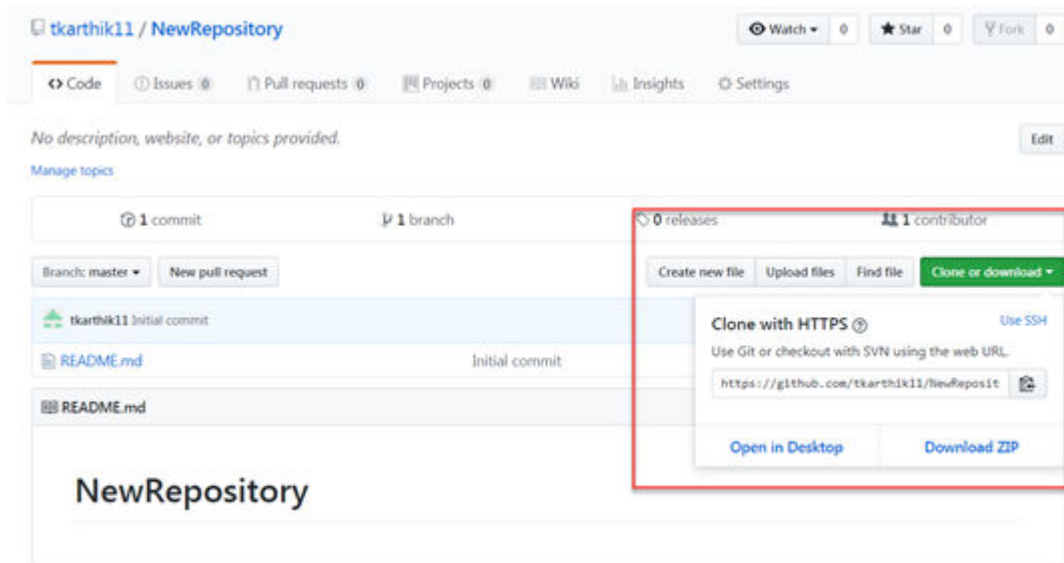 tkarthik11 / NewRepository
Watch 0 Star 0 Fork 0
Code Issues 0 Pull requests 0 Projects 0 Wiki Insights Settings
No description, website, or topics provided.
Edit
Manage topics
1 commit 1 branch 0 releases 1 contributor
Branch: master New pull request Create new file Upload files Find file Clone or download
tkarthik11 Initial commit
README.md Initial commit
Clone with HTTPS Use SSH
Use Git or checkout with SVN using the web URL.
https://github.com/tkarthik11/NewReposit
Open in Desktop Download ZIP
README.md
NewRepository